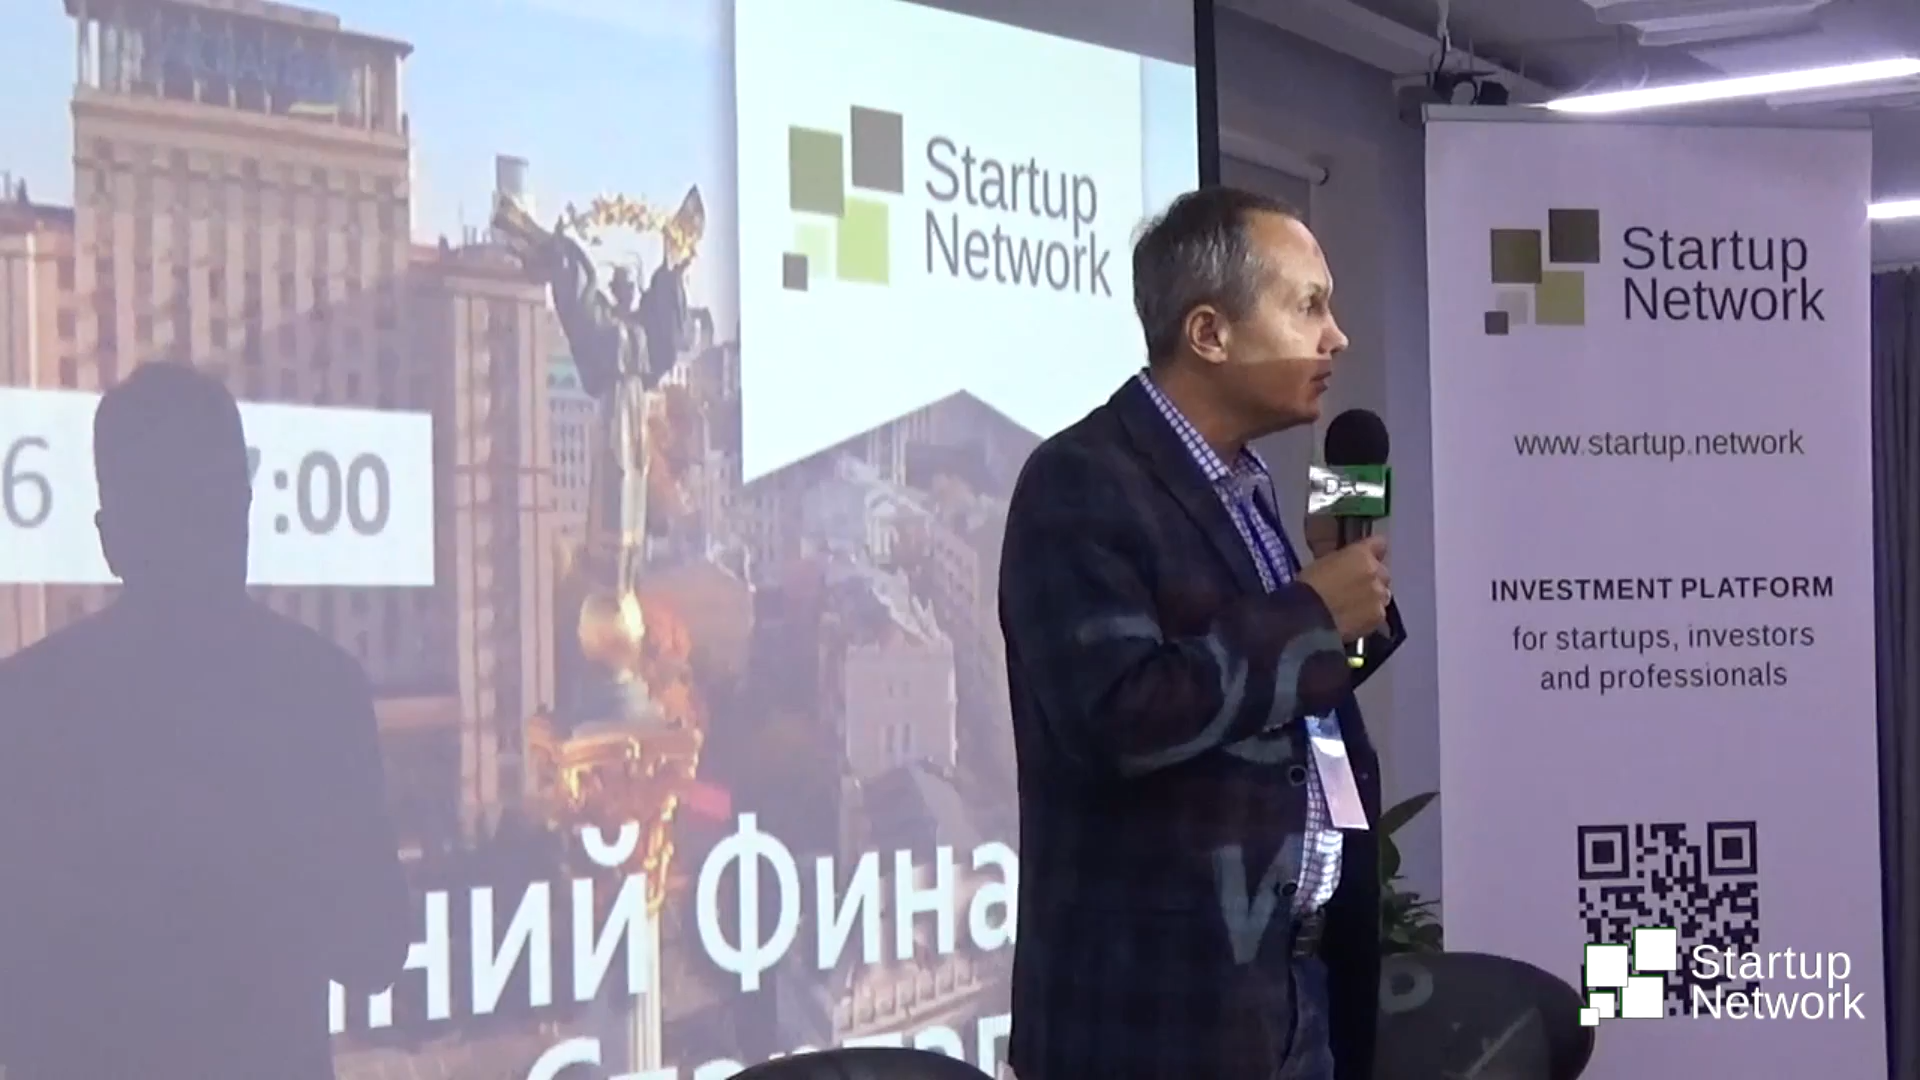 Startup
Network
6
:00
ний Фина
Startup
Network
www.startup.network
INVESTMENT PLATFORM
for startups, investors
and professionals
Startup
Network